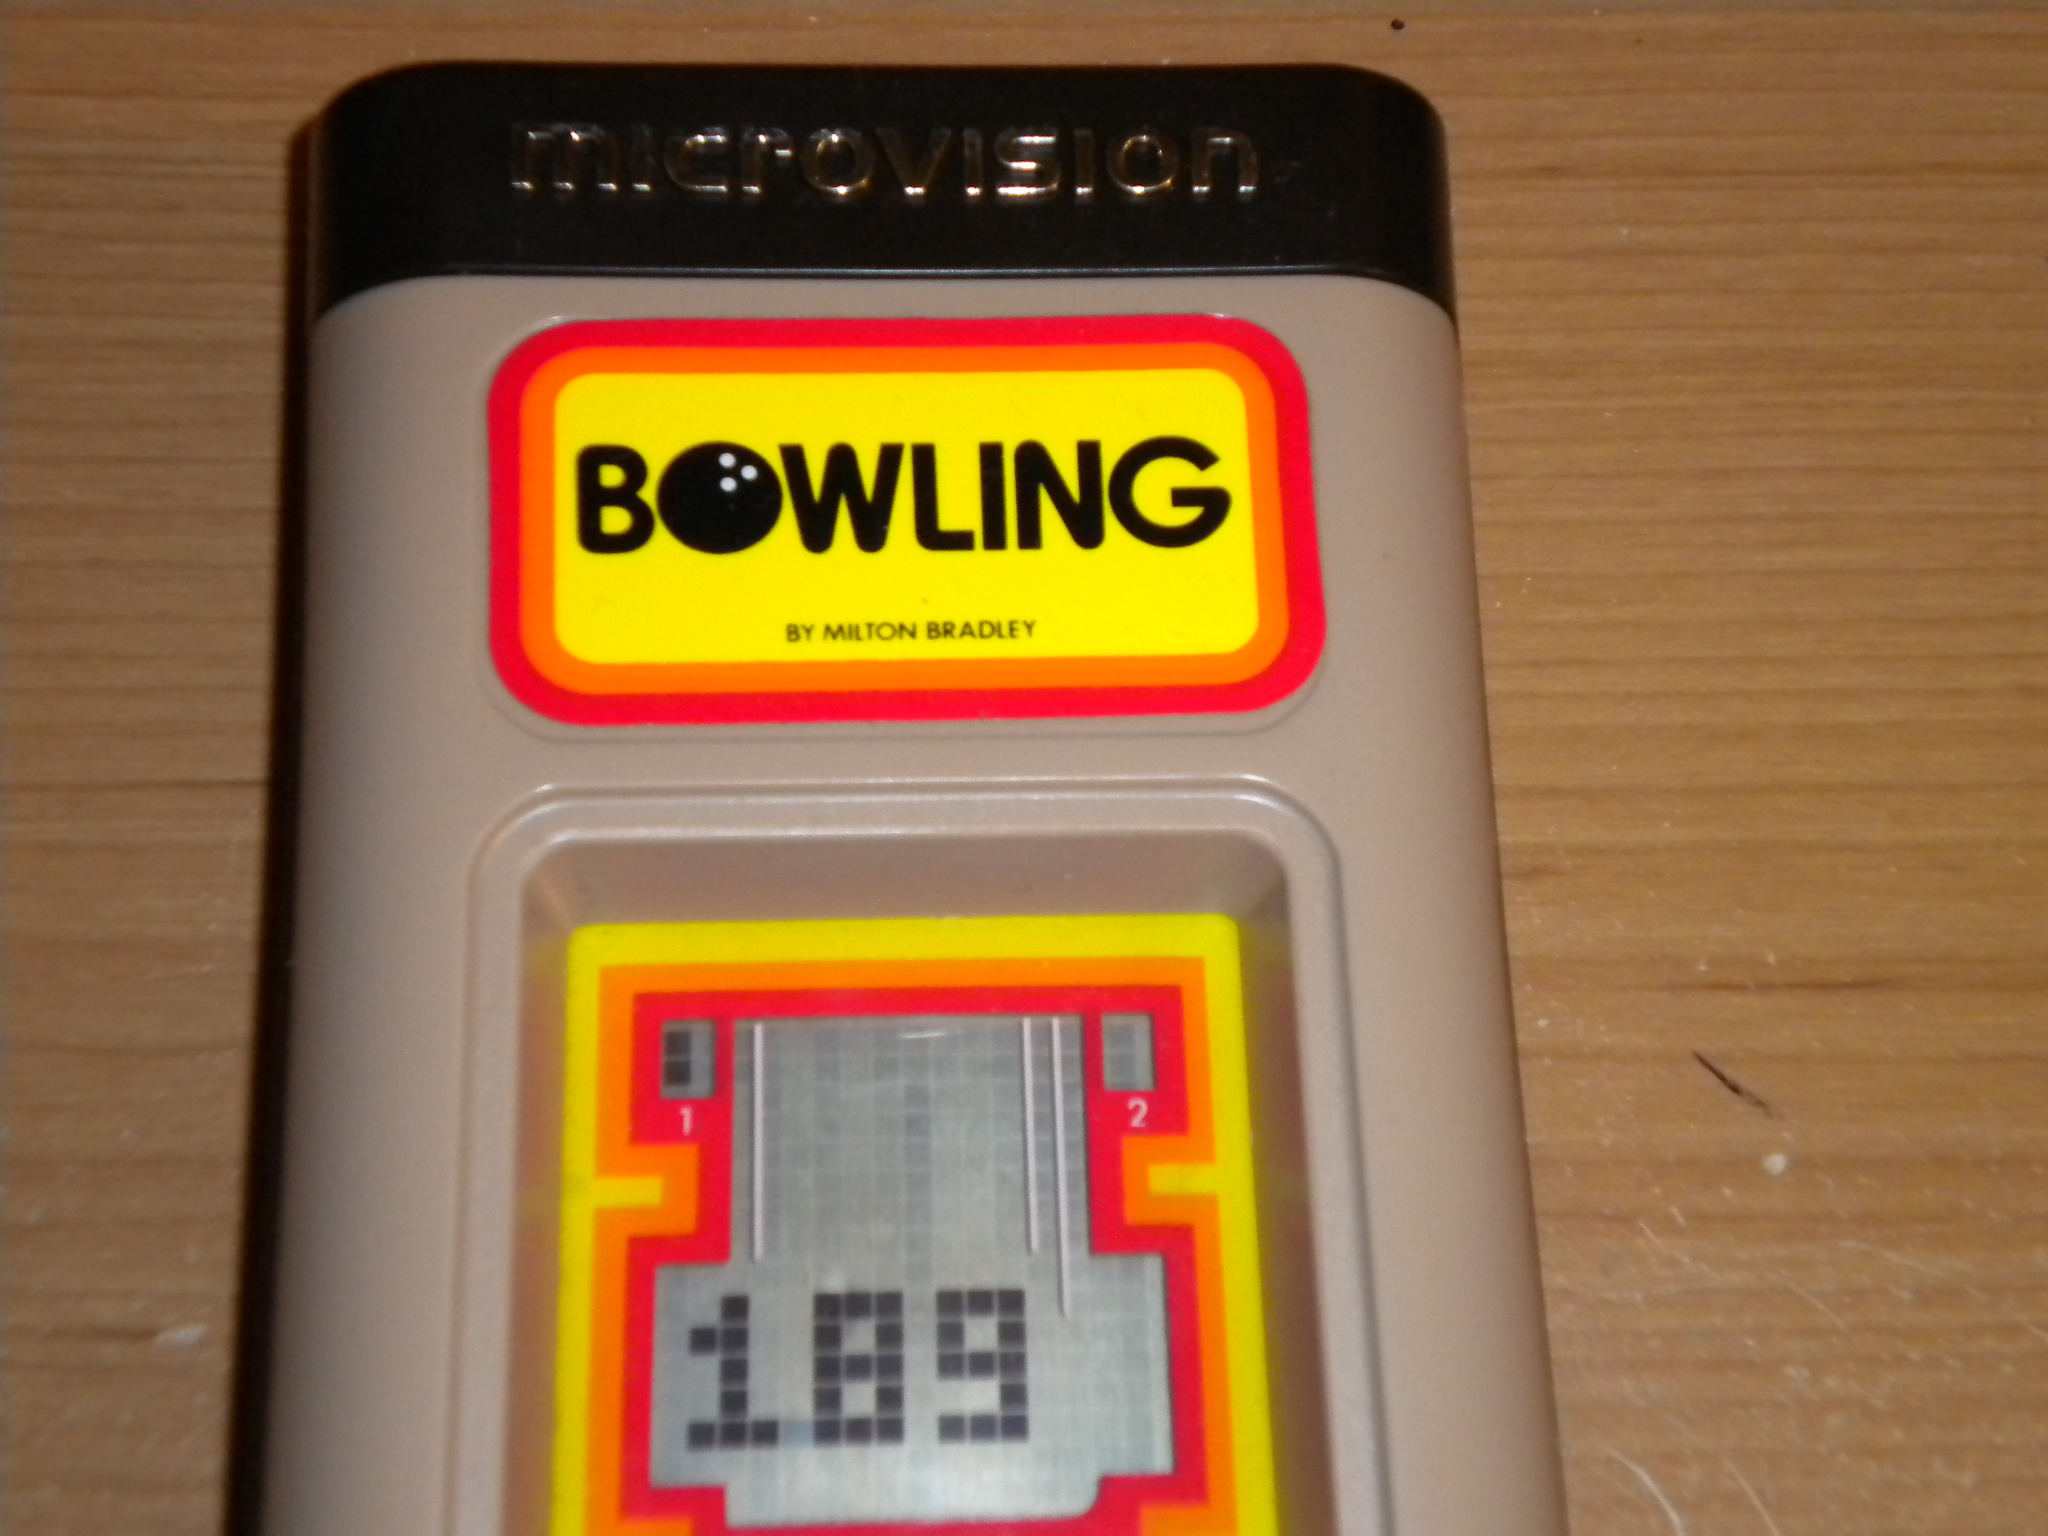 microvision
BOWLING
BY MILTON BRADLEY
1 2
189